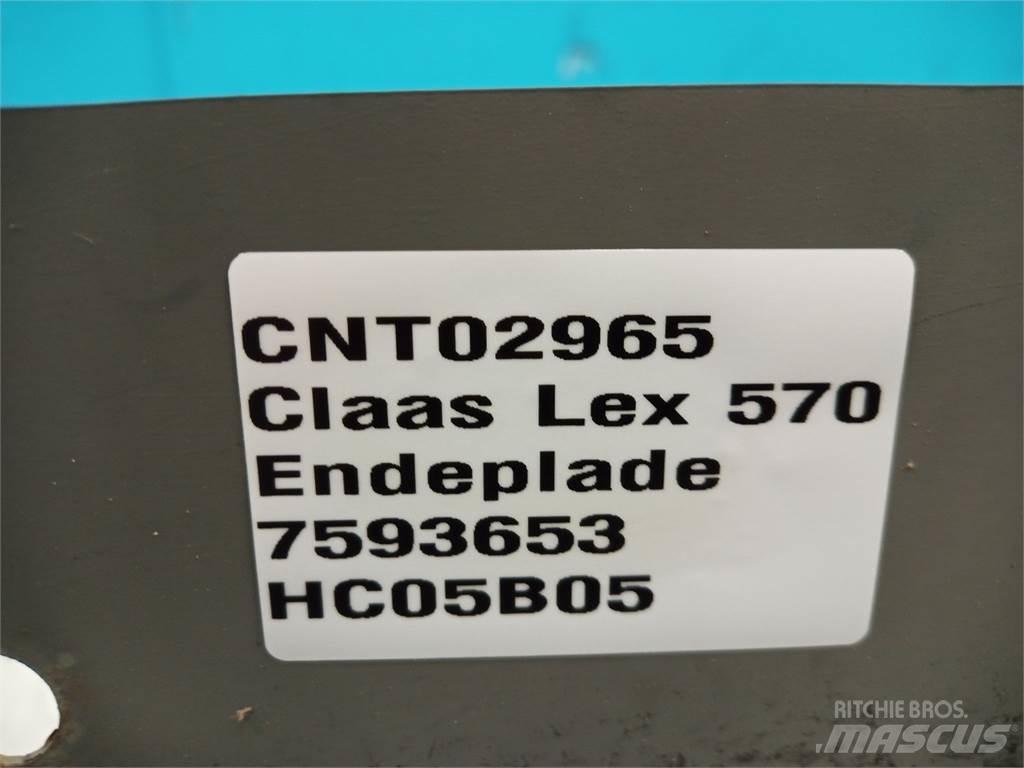 CNT02965
Claas Lex 570
Endeplade
7593653
HC05B05
RITCHIE BROS.
MASCUS